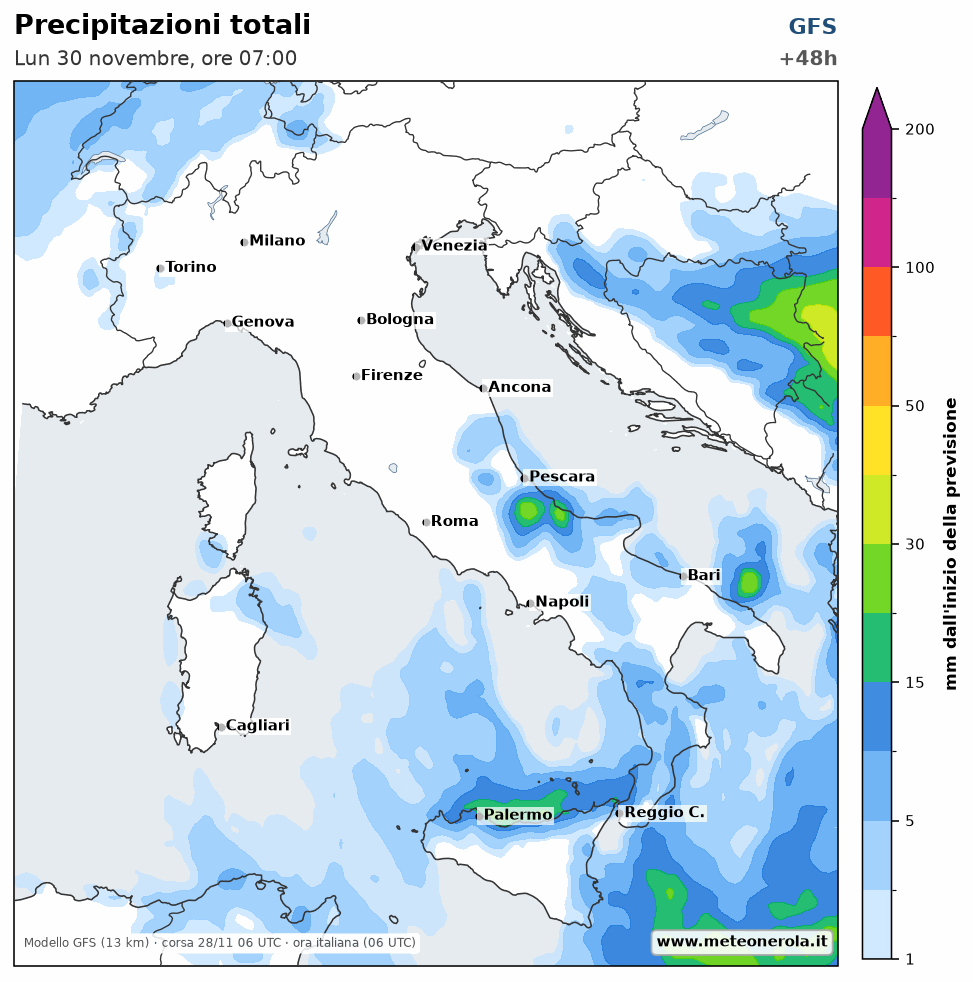 Precipitazioni totali
GFS
Lun 30 novembre, ore 07:00
+48h
200
100
50
30
15
5
1
mm dall'inizio della previsione
Milano
Venezia
Torino
Genova
Bologna
Firenze
Ancona
Pescara
Roma
Bari
Napoli
Cagliari
Palermo
Reggio C.
Modello GFS (13 km) · corsa 28/11 06 UTC · ora italiana (06 UTC)
www.meteonerola.it